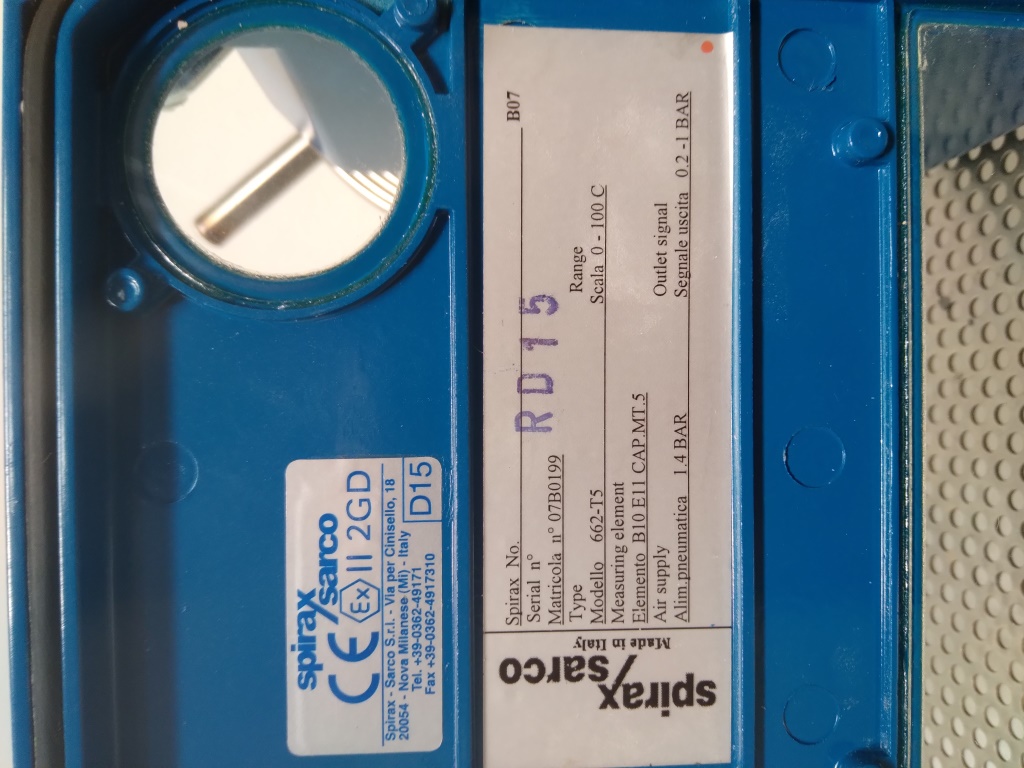 spirax
sarco
CE Ex II 2GD
Spirax - Sarco S.r.l. - Via per Cinisello, 18
20054 - Nova Milanese (Mi) - Italy
Tel. +39-0362-49171
Fax +39-0362-4917310
D15
spirax
sarco
Made in Italy
Spirax No. B07
Serial n°
Matricola n° 07B0199
RD15
Type Range
Modello 662-T5 Scala 0 - 100 C
Measuring element
Elemento B10 E11 CAP.MT.5
Air supply Outlet signal
Alim.pneumatica 1.4 BAR Segnale uscita 0.2 -1 BAR